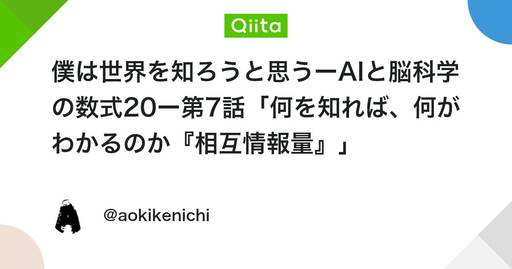 Qiita
僕は世界を知ろうと思うーAIと脳科学
の数式20ー第7話「何を知れば、何が
わかるのか『相互情報量』」
@aokikenichi